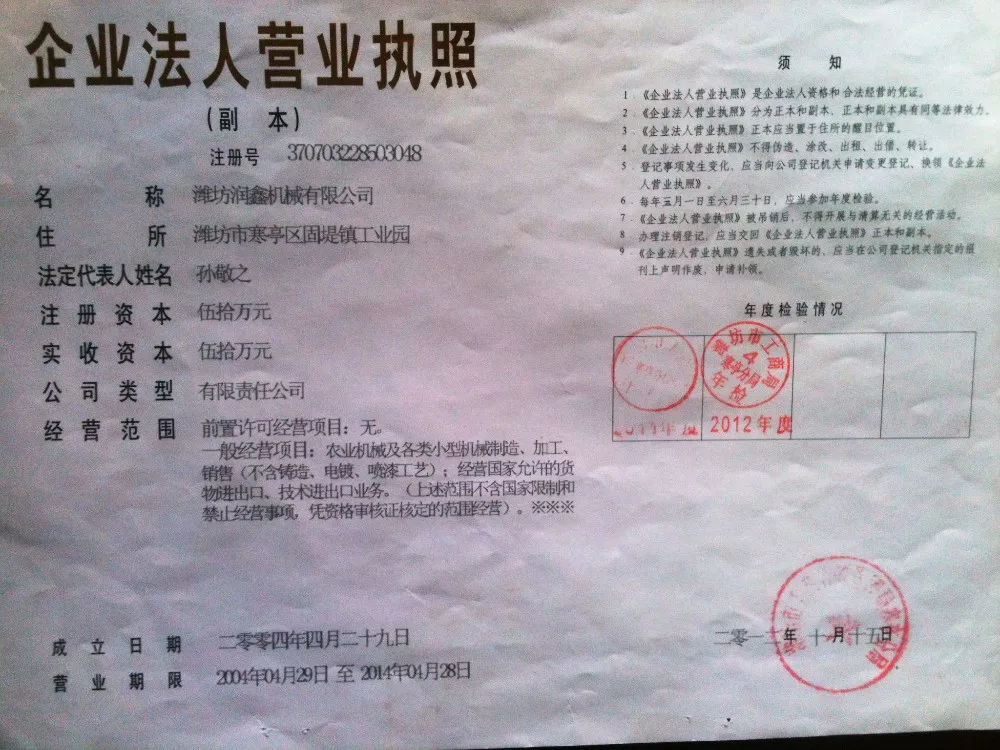 企业法人营业执照
(副 本)
注册号 370703228503048
名 称 潍坊润鑫机械有限公司
住 所 潍坊市寒亭区固堤镇工业园
法定代表人姓名 孙敬之
注 册 资 本 伍拾万元
实 收 资 本 伍拾万元
公 司 类 型 有限责任公司
经 营 范 围 前置许可经营项目：无。
一般经营项目：农业机械及各类小型机械制造、加工、
销售（不含铸造、电镀、喷漆工艺）；经营国家允许的货
物进出口、技术进出口业务。（上述范围不含国家限制和
禁止经营事项，凭资格审核证核定的范围经营）。※※※
成 立 日 期 二零零四年四月二十九日
营 业 期 限 2004年04月29日 至 2014年04月28日
须 知
1．《企业法人营业执照》是企业法人资格和合法经营的凭证。
2．《企业法人营业执照》分为正本和副本，正本和副本具有同等法律效力。
3．《企业法人营业执照》正本应当置于住所的醒目位置。
4．《企业法人营业执照》不得伪造、涂改、出租、出借、转让。
5．登记事项发生变化，应当向公司登记机关申请变更登记，换领《企业法
人营业执照》。
6．每年三月一日至六月三十日，应当参加年度检验。
7．《企业法人营业执照》被吊销后，不得开展与清算无关的经营活动。
8．办理注销登记，应当交回《企业法人营业执照》正本和副本。
9．《企业法人营业执照》遗失或者毁坏的，应当在公司登记机关指定的报
刊上声明作废，申请补领。
年度检验情况
潍坊市工商局
4
寒亭分局
年检
2011年度
2012年度
二零一二年 十月十五日